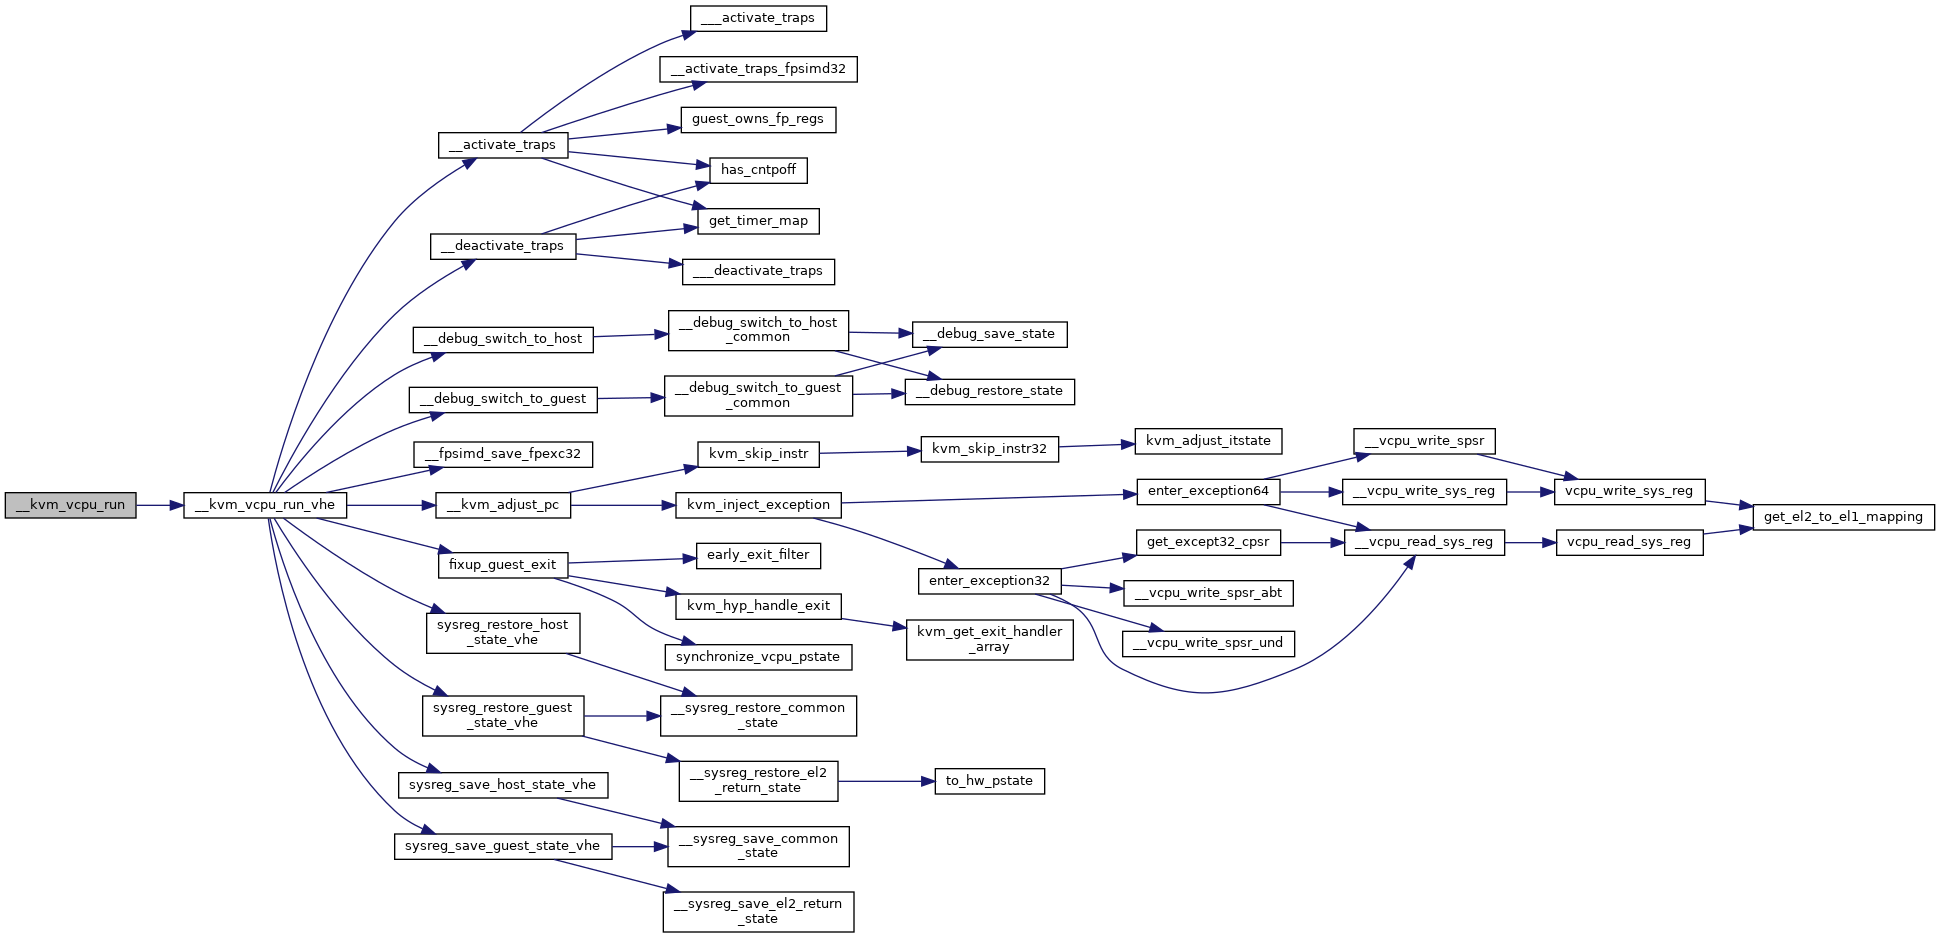 ___activate_traps
__activate_traps_fpsimd32
guest_owns_fp_regs
__activate_traps
has_cntpoff
get_timer_map
__deactivate_traps
___deactivate_traps
__debug_switch_to_host
__debug_switch_to_host
_common
__debug_save_state
__debug_switch_to_guest
__debug_switch_to_guest
_common
__debug_restore_state
__fpsimd_save_fpexc32
kvm_skip_instr
kvm_skip_instr32
kvm_adjust_itstate
__vcpu_write_spsr
__kvm_vcpu_run
__kvm_vcpu_run_vhe
__kvm_adjust_pc
kvm_inject_exception
enter_exception64
__vcpu_write_sys_reg
vcpu_write_sys_reg
get_el2_to_el1_mapping
get_except32_cpsr
__vcpu_read_sys_reg
vcpu_read_sys_reg
fixup_guest_exit
early_exit_filter
enter_exception32
__vcpu_write_spsr_abt
kvm_hyp_handle_exit
sysreg_restore_host
_state_vhe
kvm_get_exit_handler
_array
__vcpu_write_spsr_und
synchronize_vcpu_pstate
sysreg_restore_guest
_state_vhe
__sysreg_restore_common
_state
__sysreg_restore_el2
_return_state
to_hw_pstate
sysreg_save_host_state_vhe
sysreg_save_guest_state_vhe
__sysreg_save_common
_state
__sysreg_save_el2_return
_state